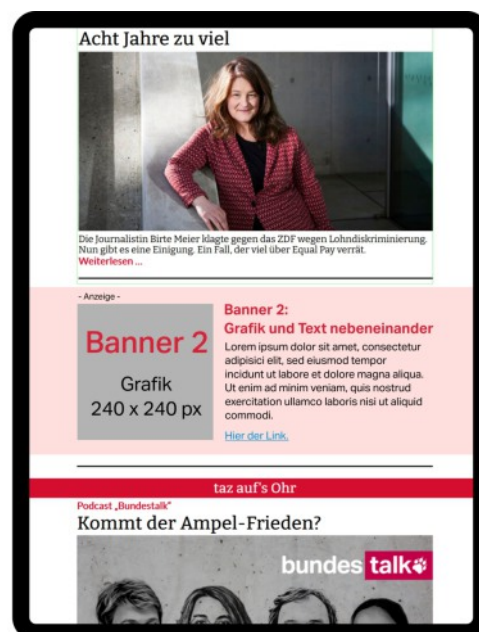 Acht Jahre zu viel
Die Journalistin Birte Meier klagte gegen das ZDF wegen Lohndiskriminierung.
Nun gibt es eine Einigung. Ein Fall, der viel über Equal Pay verrät.
Weiterlesen ...
- Anzeige -
Banner 2
Grafik
240 x 240 px
Banner 2:
Grafik und Text nebeneinander
Lorem ipsum dolor sit amet, consectetur
adipisici elit, sed eiusmod tempor
incidunt ut labore et dolore magna aliqua.
Ut enim ad minim veniam, quis nostrud
exercitation ullamco laboris nisi ut aliquid
commodi.
Hier der Link.
taz auf's Ohr
Podcast „Bundestalk“
Kommt der Ampel-Frieden?
bundes talk